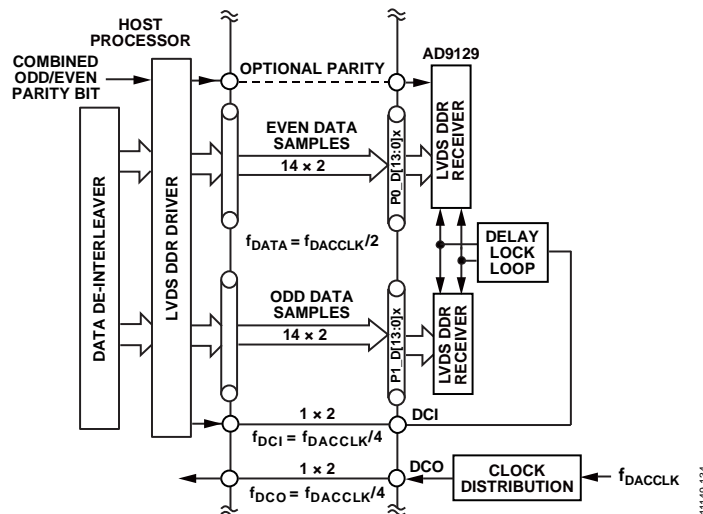 HOST
PROCESSOR
COMBINED
ODD/EVEN
PARITY BIT
OPTIONAL PARITY
AD9129
DATA DE-INTERLEAVER
LVDS DDR DRIVER
EVEN DATA
SAMPLES
14 × 2
P0_D[13:0]x
LVDS DDR
RECEIVER
fDATA = fDACCLK/2
DELAY
LOCK
LOOP
ODD DATA
SAMPLES
14 × 2
P1_D[13:0]x
LVDS DDR
RECEIVER
1 × 2
DCI
fDCI = fDACCLK/4
1 × 2
DCO
fDCO = fDACCLK/4
CLOCK
DISTRIBUTION
fDACCLK
11149-134